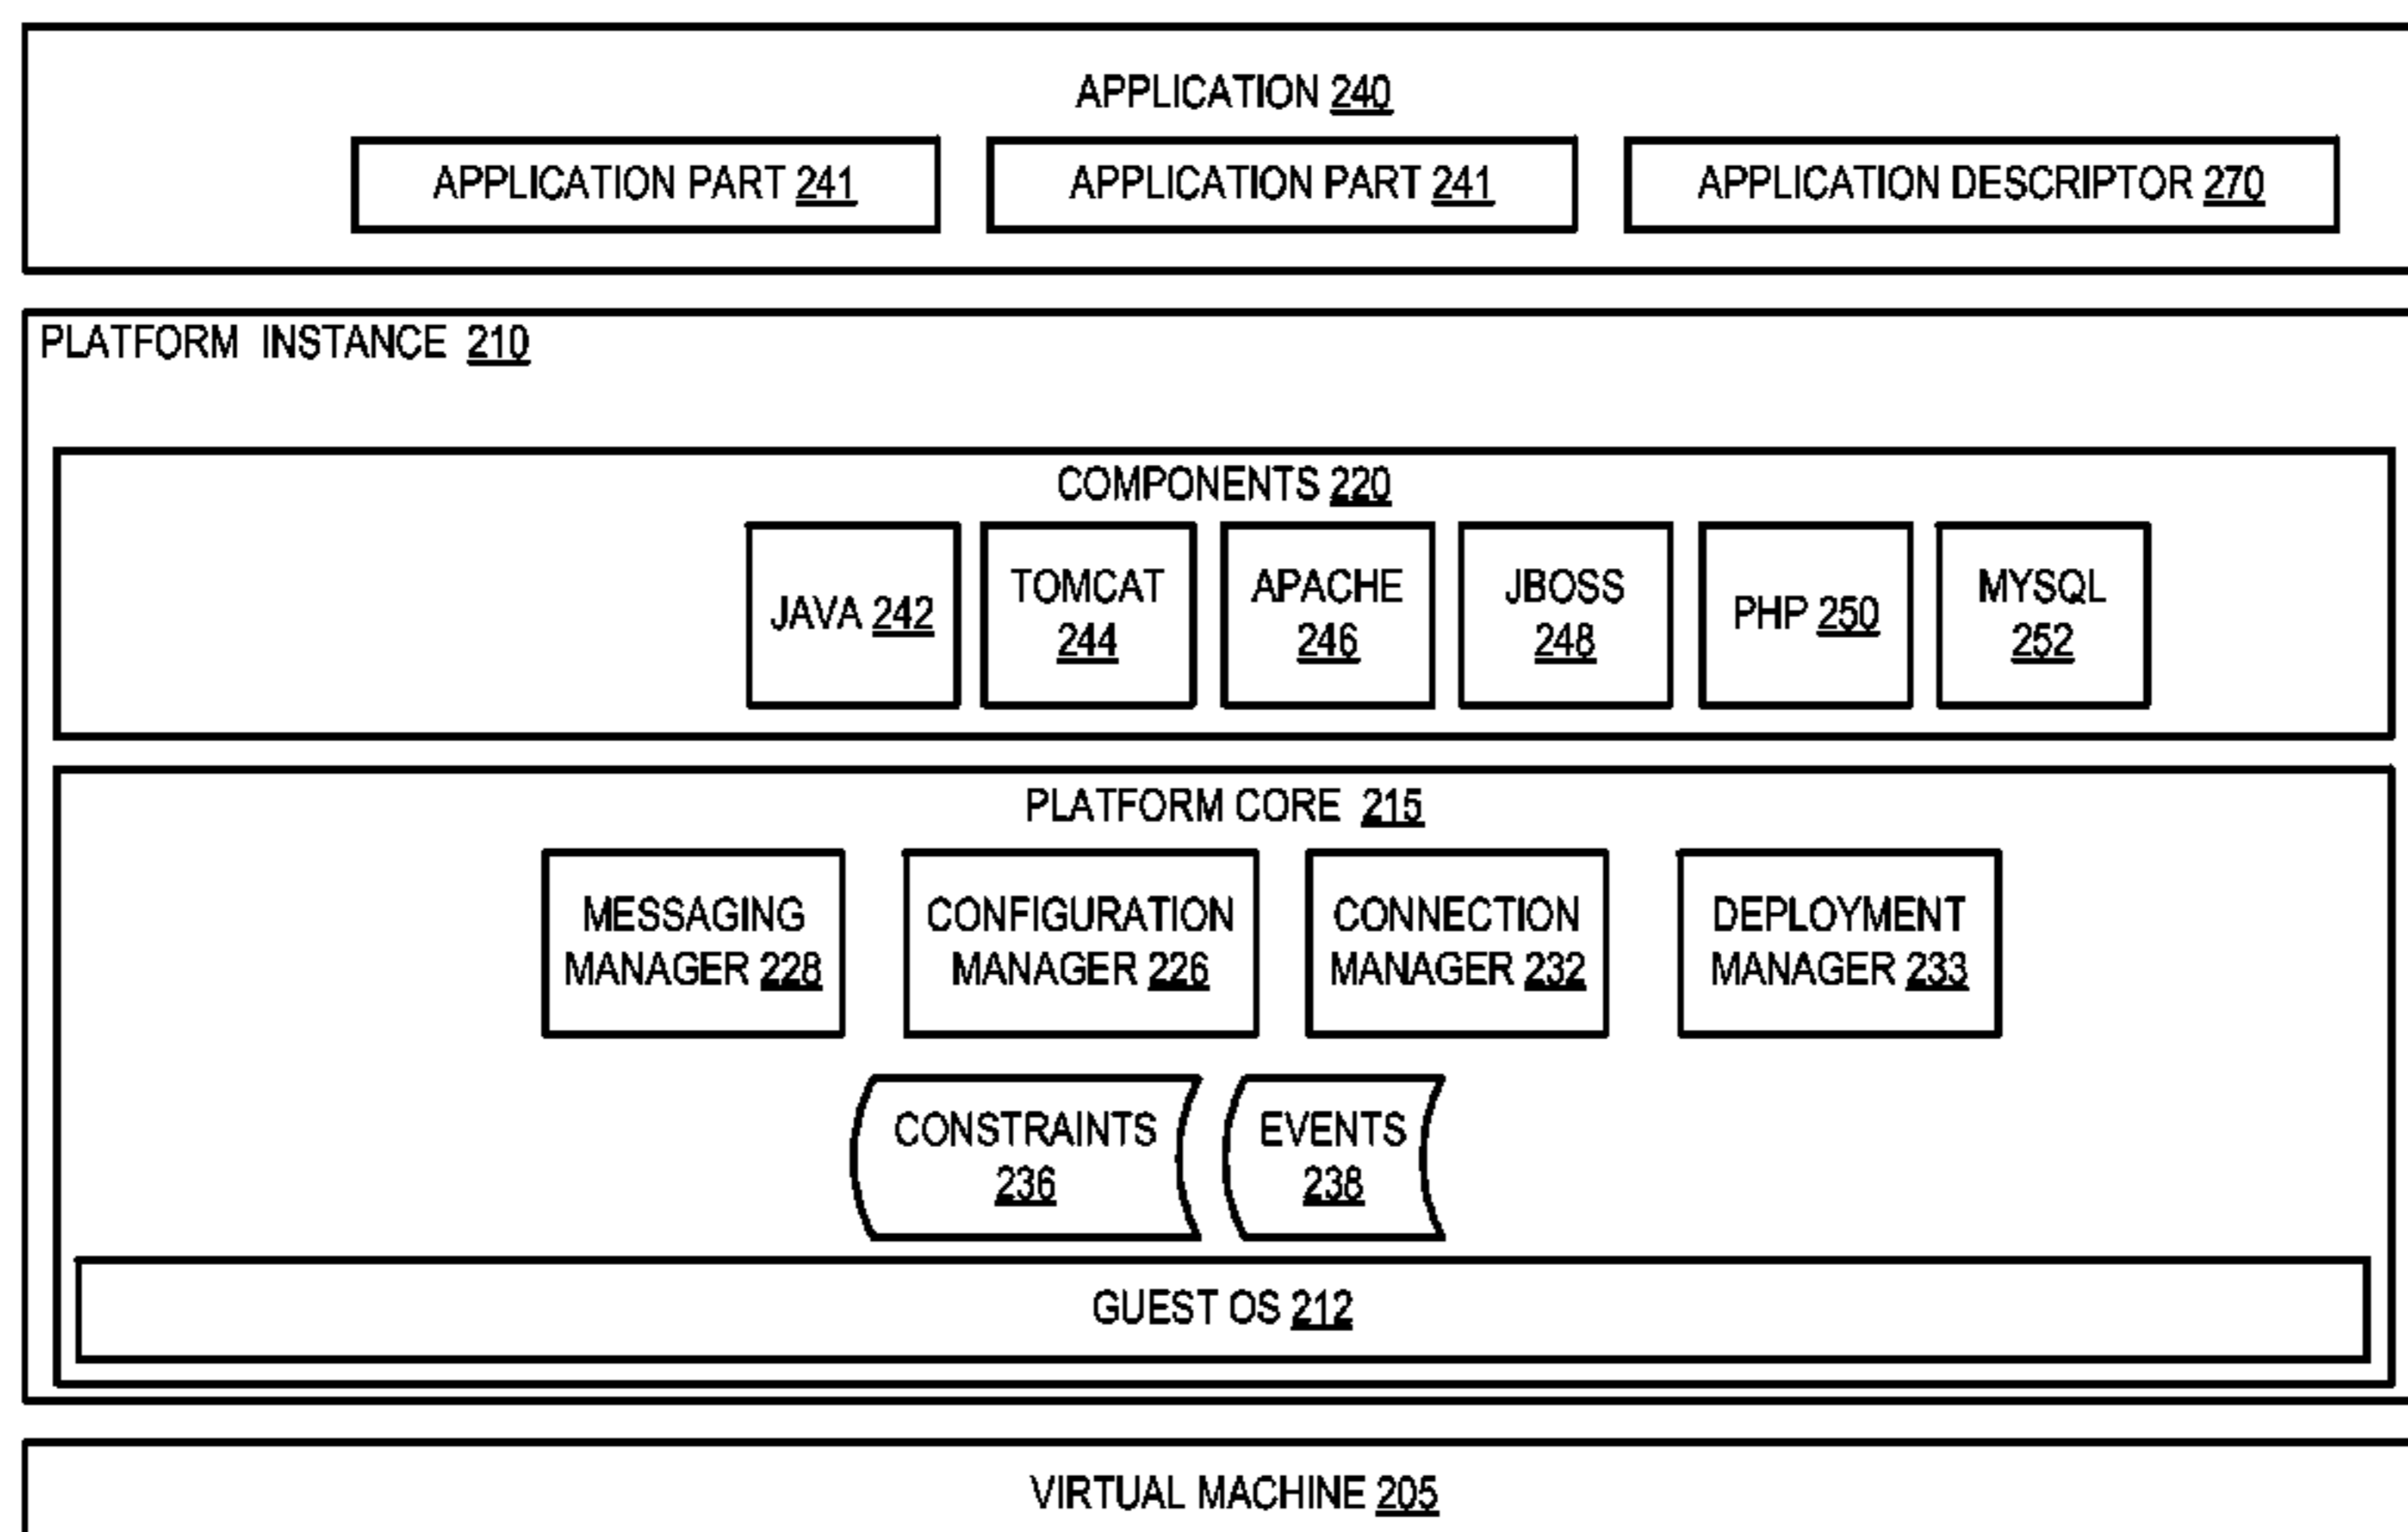 APPLICATION 240
APPLICATION PART 241
APPLICATION PART 241
APPLICATION DESCRIPTOR 270
PLATFORM INSTANCE 210
COMPONENTS 220
JAVA 242
TOMCAT
244
APACHE
246
JBOSS
248
PHP 250
MYSQL
252
PLATFORM CORE 215
MESSAGING
MANAGER 228
CONFIGURATION
MANAGER 226
CONNECTION
MANAGER 232
DEPLOYMENT
MANAGER 233
CONSTRAINTS
236
EVENTS
238
GUEST OS 212
VIRTUAL MACHINE 205